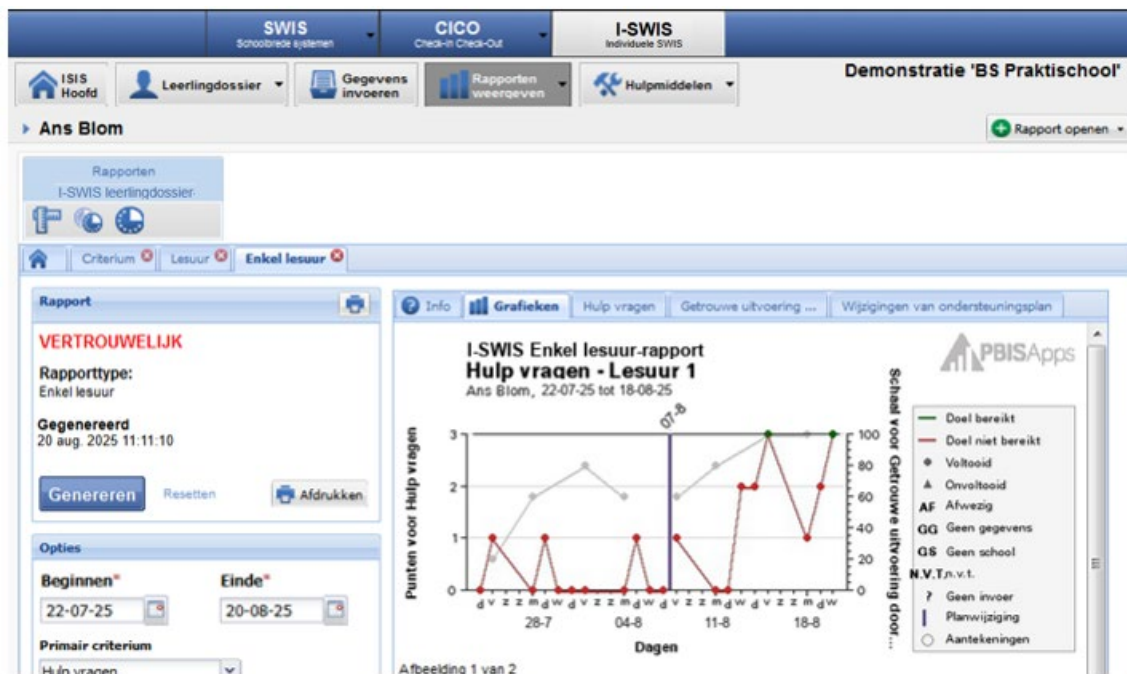 SWIS
Schoolbrede systemen
CICO
Check-in Check-Out
I-SWIS
Individuele SWIS
ISIS
Hoofd
Leerlingdossier
Gegevens
invoeren
Rapporten
weergeven
Hulpmiddelen
Demonstratie 'BS Praktischool'
Ans Blom
Rapport openen
Rapporten
I-SWIS leerlingdossier
Criterium
Lesuur
Enkel lesuur
Rapport
VERTROUWELIJK
Rapporttype:
Enkel lesuur
Gegenereerd
20 aug. 2025 11:11:10
Genereren
Resetten
Afdrukken
Opties
Beginnen*
Einde*
22-07-25
20-08-25
Primair criterium
Hulp vragen
Info
Grafieken
Hulp vragen
Getrouwe uitvoering ...
Wijzigingen van ondersteuningsplan
I-SWIS Enkel lesuur-rapport
Hulp vragen - Lesuur 1
Ans Blom, 22-07-25 tot 18-08-25
PBISApps
07-8
Punten voor Hulp vragen
3
2
1
0
100
80
60
40
20
0
Schaal voor Getrouwe uitvoering door...
d v z z m d w d v z z m d w d v z z m d w d v z z m d w
28-7 04-8 11-8 18-8
Dagen
Doel bereikt
Doel niet bereikt
Voltooid
Onvoltooid
AF Afwezig
GG Geen gegevens
GS Geen school
N.V.T. n.v.t.
? Geen invoer
Planwijziging
Aantekeningen
Afbeelding 1 van 2